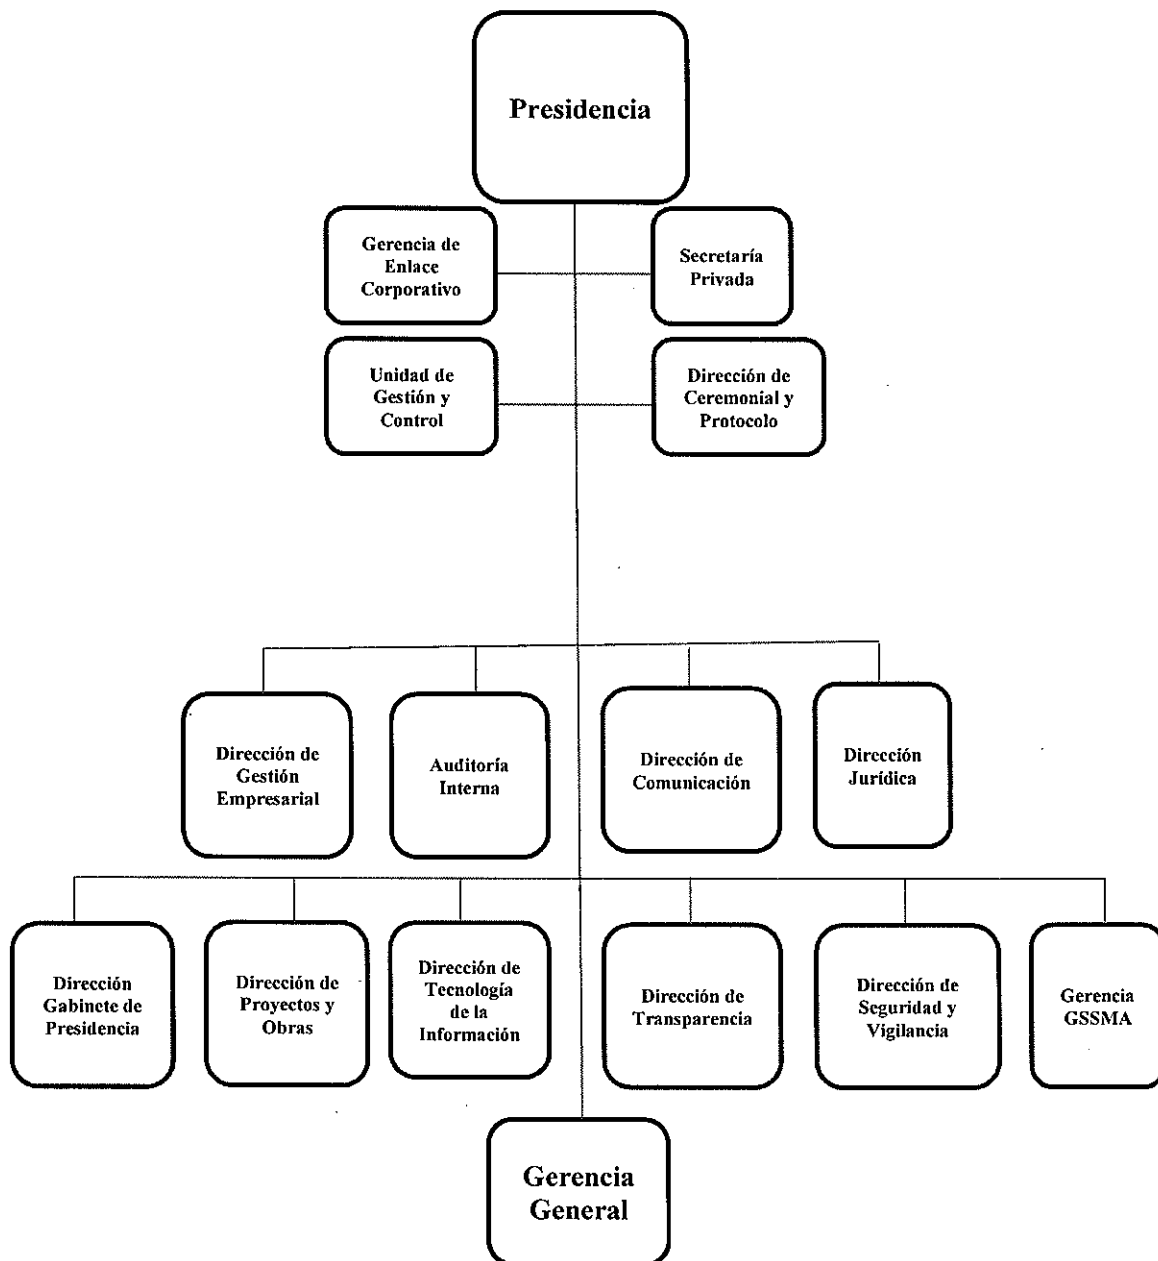 Presidencia
Gerencia de
Enlace
Corporativo
Secretaría
Privada
Unidad de
Gestión y
Control
Dirección de
Ceremonial y
Protocolo
Dirección de
Gestión
Empresarial
Auditoría
Interna
Dirección de
Comunicación
Dirección
Jurídica
Dirección
Gabinete de
Presidencia
Dirección de
Proyectos y
Obras
Dirección de
Tecnología
de la
Información
Dirección de
Transparencia
Dirección de
Seguridad y
Vigilancia
Gerencia
GSSMA
Gerencia
General